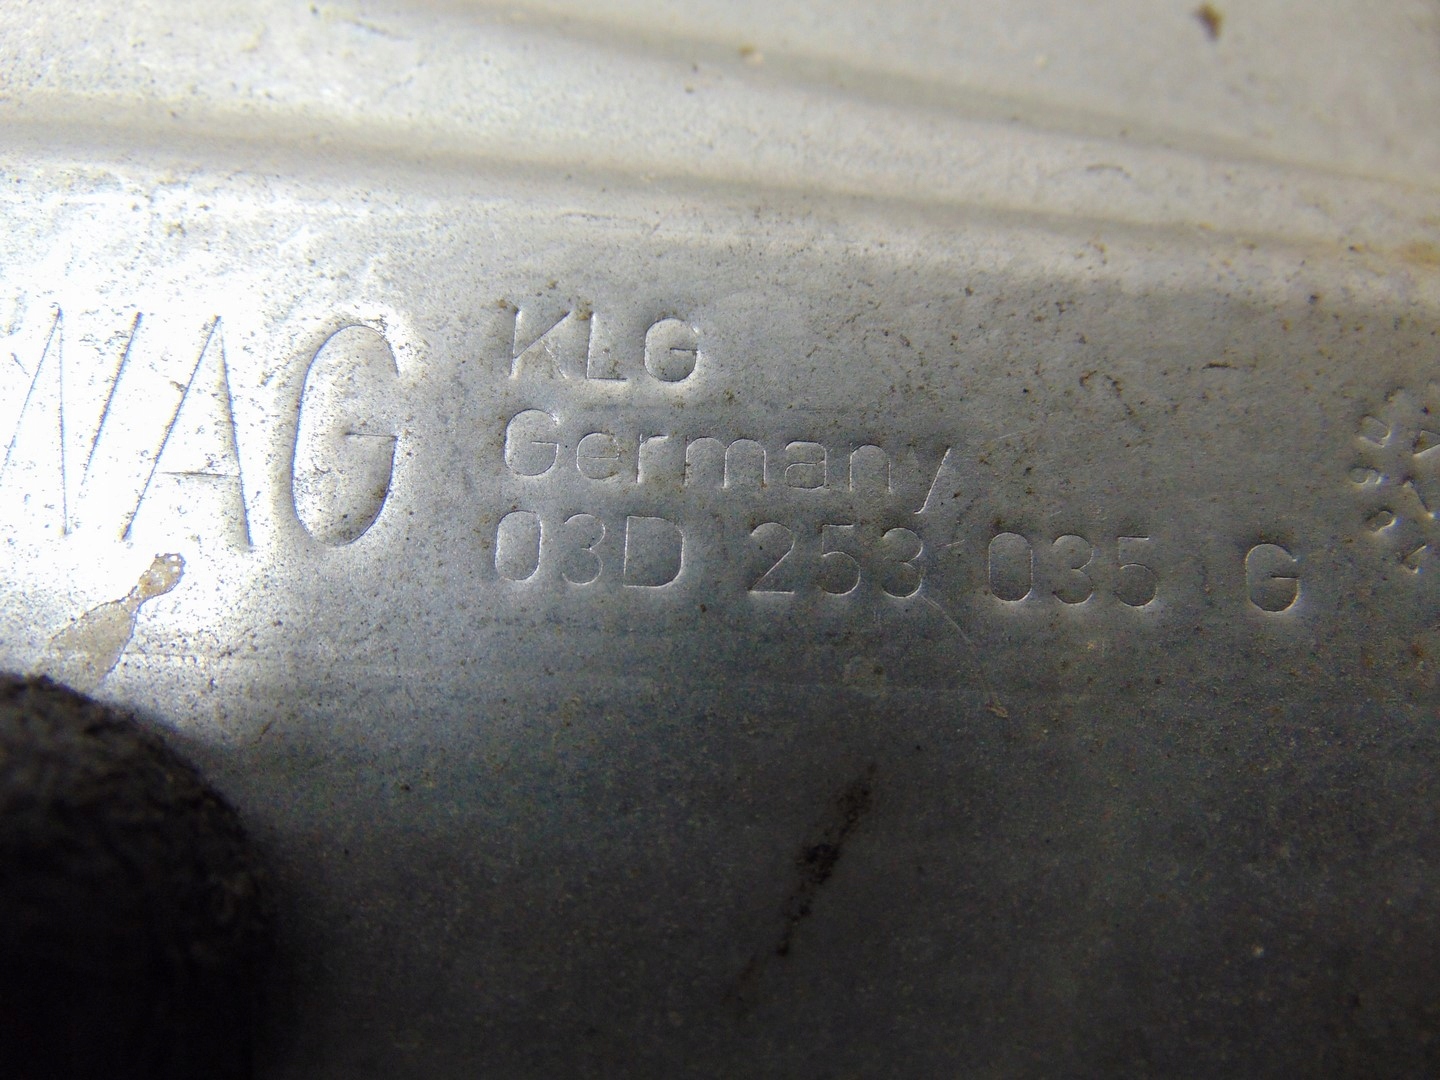 VAG
KLG
Germany
03D 253 035 G